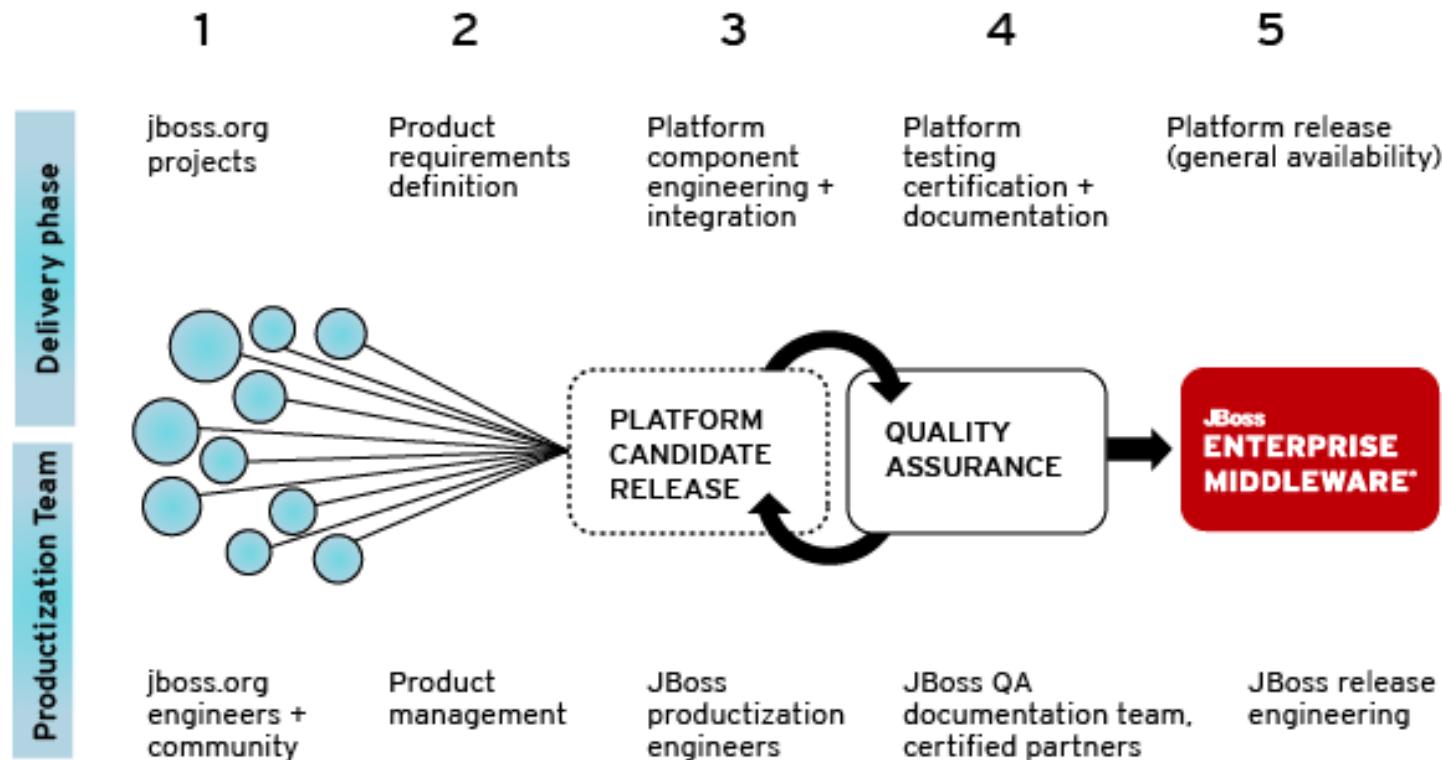 1
2
3
4
5
Delivery phase
jboss.org
projects
Product
requirements
definition
Platform
component
engineering +
integration
Platform
testing
certification +
documentation
Platform release
(general availability)
PLATFORM
CANDIDATE
RELEASE
QUALITY
ASSURANCE
JBoss
ENTERPRISE
MIDDLEWARE
Productization Team
jboss.org
engineers +
community
Product
management
JBoss
productization
engineers
JBoss QA
documentation team,
certified partners
JBoss release
engineering